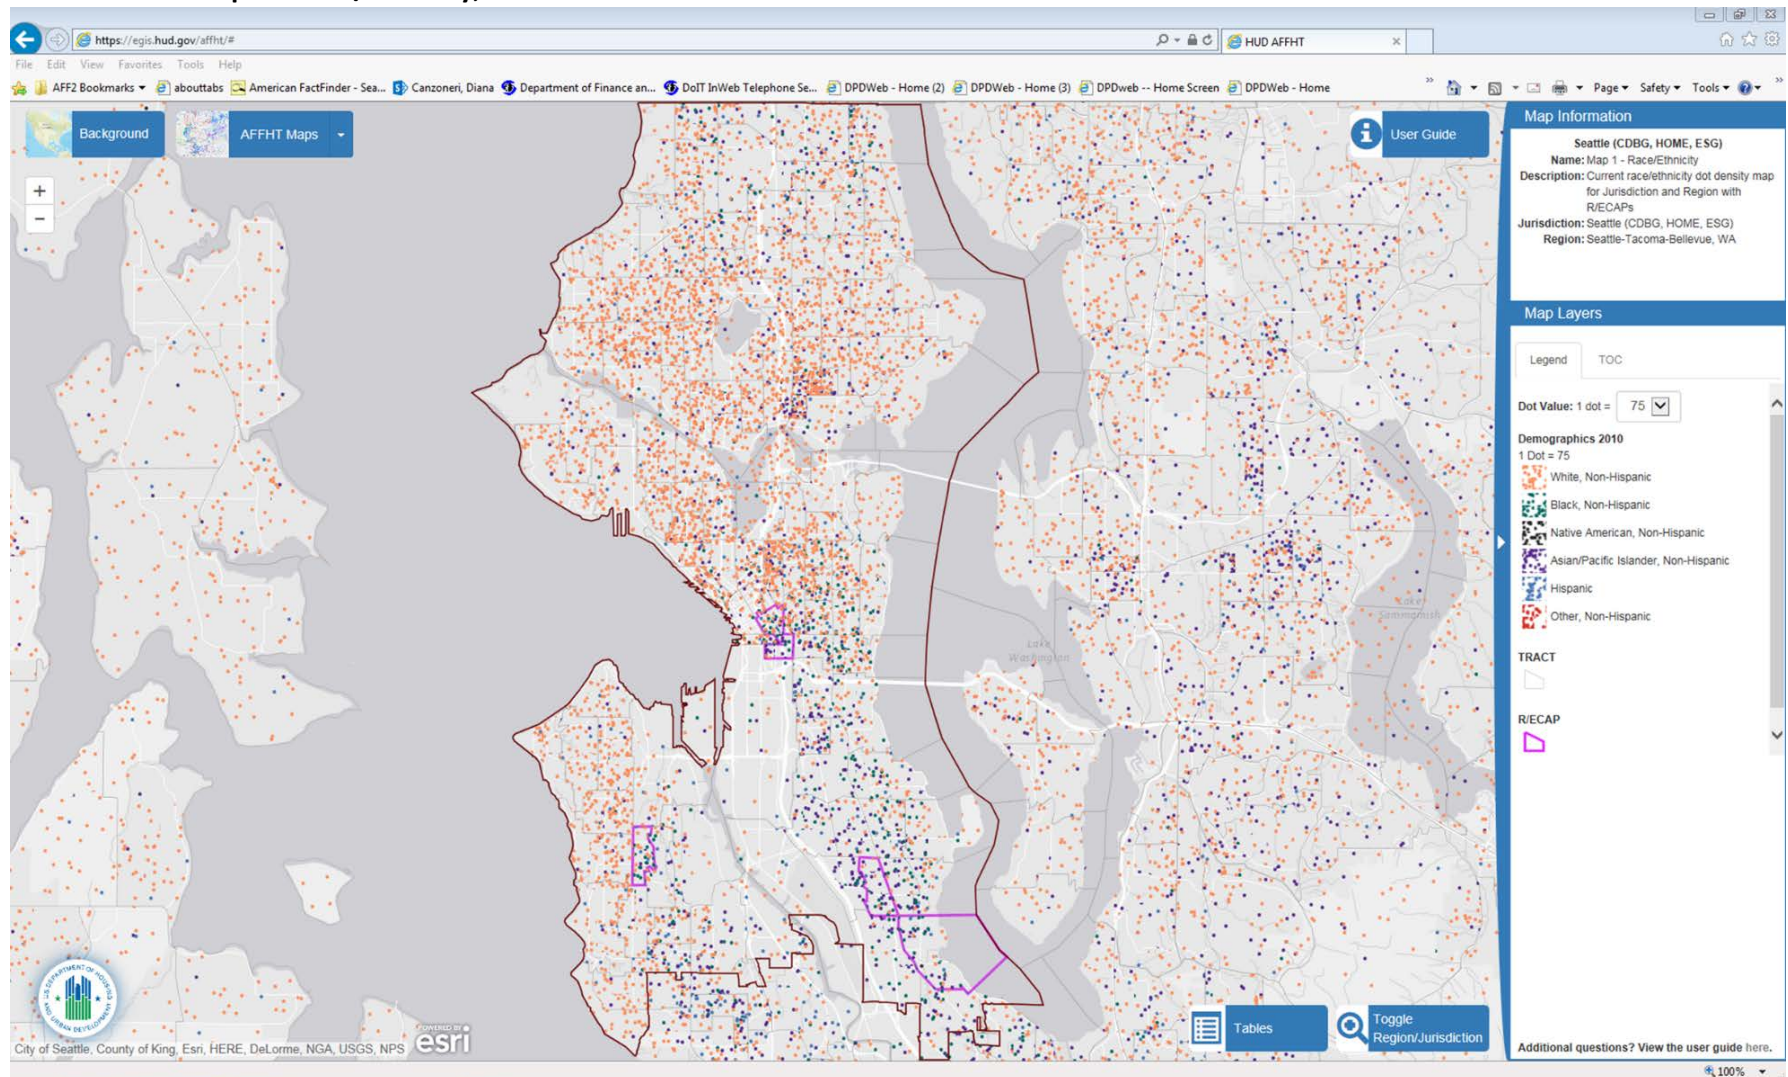 https://egis.hud.gov/affht/#
HUD AFFHT
File Edit View Favorites Tools Help
AFF2 Bookmarks
abouttabs
American FactFinder - Sea...
Canzoneri, Diana
Department of Finance an...
DoIT InWeb Telephone Se...
DPDWeb - Home (2)
DPDWeb - Home (3)
DPDweb -- Home Screen
DPDWeb - Home
Page Safety Tools
Background
AFFHT Maps
User Guide
+
−
Map Information
Seattle (CDBG, HOME, ESG)
Name: Map 1 - Race/Ethnicity
Description: Current race/ethnicity dot density map
for Jurisdiction and Region with
R/ECAPs
Jurisdiction: Seattle (CDBG, HOME, ESG)
Region: Seattle-Tacoma-Bellevue, WA
Map Layers
Legend TOC
Dot Value: 1 dot = 75
Demographics 2010
1 Dot = 75
White, Non-Hispanic
Black, Non-Hispanic
Native American, Non-Hispanic
Asian/Pacific Islander, Non-Hispanic
Hispanic
Other, Non-Hispanic
TRACT
R/ECAP
Lake
Sammamish
Lake
Washington
Tables
Toggle
Region/Jurisdiction
POWERED BY
esri
City of Seattle, County of King, Esri, HERE, DeLorme, NGA, USGS, NPS
Additional questions? View the user guide here.
100%